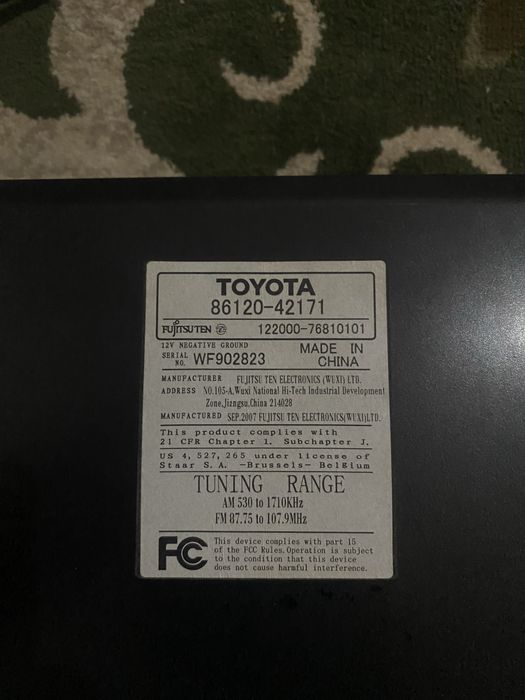 TOYOTA
86120-42171
FUJITSU TEN 122000-76810101
12V NEGATIVE GROUND
SERIAL NO. WF902823
MADE IN CHINA
MANUFACTURER FUJITSU TEN ELECTRONICS (WUXI) LTD.
ADDRESS NO.105-A,Wuxi National Hi-Tech Industrial Development
Zone,Jiangsu,China 214028
MANUFACTURED SEP.2007 FUJITSU TEN ELECTRONICS(WUXI)LTD.
This product complies with
21 CFR Chapter 1. Subchapter J.
US 4, 527, 265 under license of
Staar S. A. -Brussels- Belgium
TUNING RANGE
AM 530 to 1710KHz
FM 87.75 to 107.9MHz
FC This device complies with part 15
of the FCC Rules. Operation is subject
to the condition that this device
does not cause harmful interference.